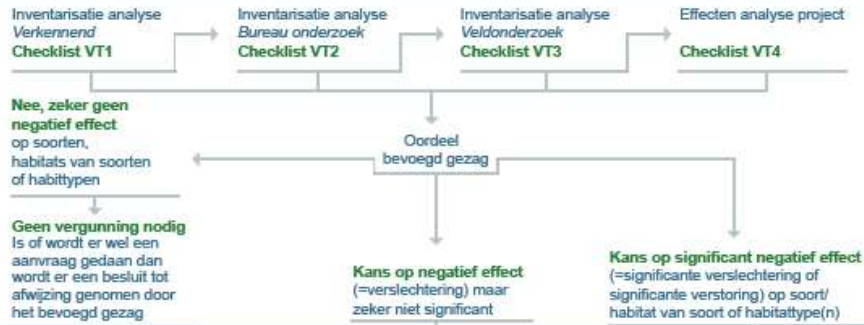 Inventarisatie analyse
Verkennend
Checklist VT1
Inventarisatie analyse
Bureau onderzoek
Checklist VT2
Inventarisatie analyse
Veldonderzoek
Checklist VT3
Effecten analyse project
Checklist VT4
Nee, zeker geen
negatief effect
op soorten,
habitats van soorten
of habittypen
Oordeel
bevoegd gezag
Geen vergunning nodig
Is of wordt er wel een
aanvraag gedaan dan
wordt er een besluit tot
afwijzing genomen door
het bevoegd gezag
Kans op negatief effect
(=verslechtering) maar
zeker niet significant
Kans op significant negatief effect
(=significante verslechtering of
significante verstoring) op soort/
habitat van soort of habitattype(n)